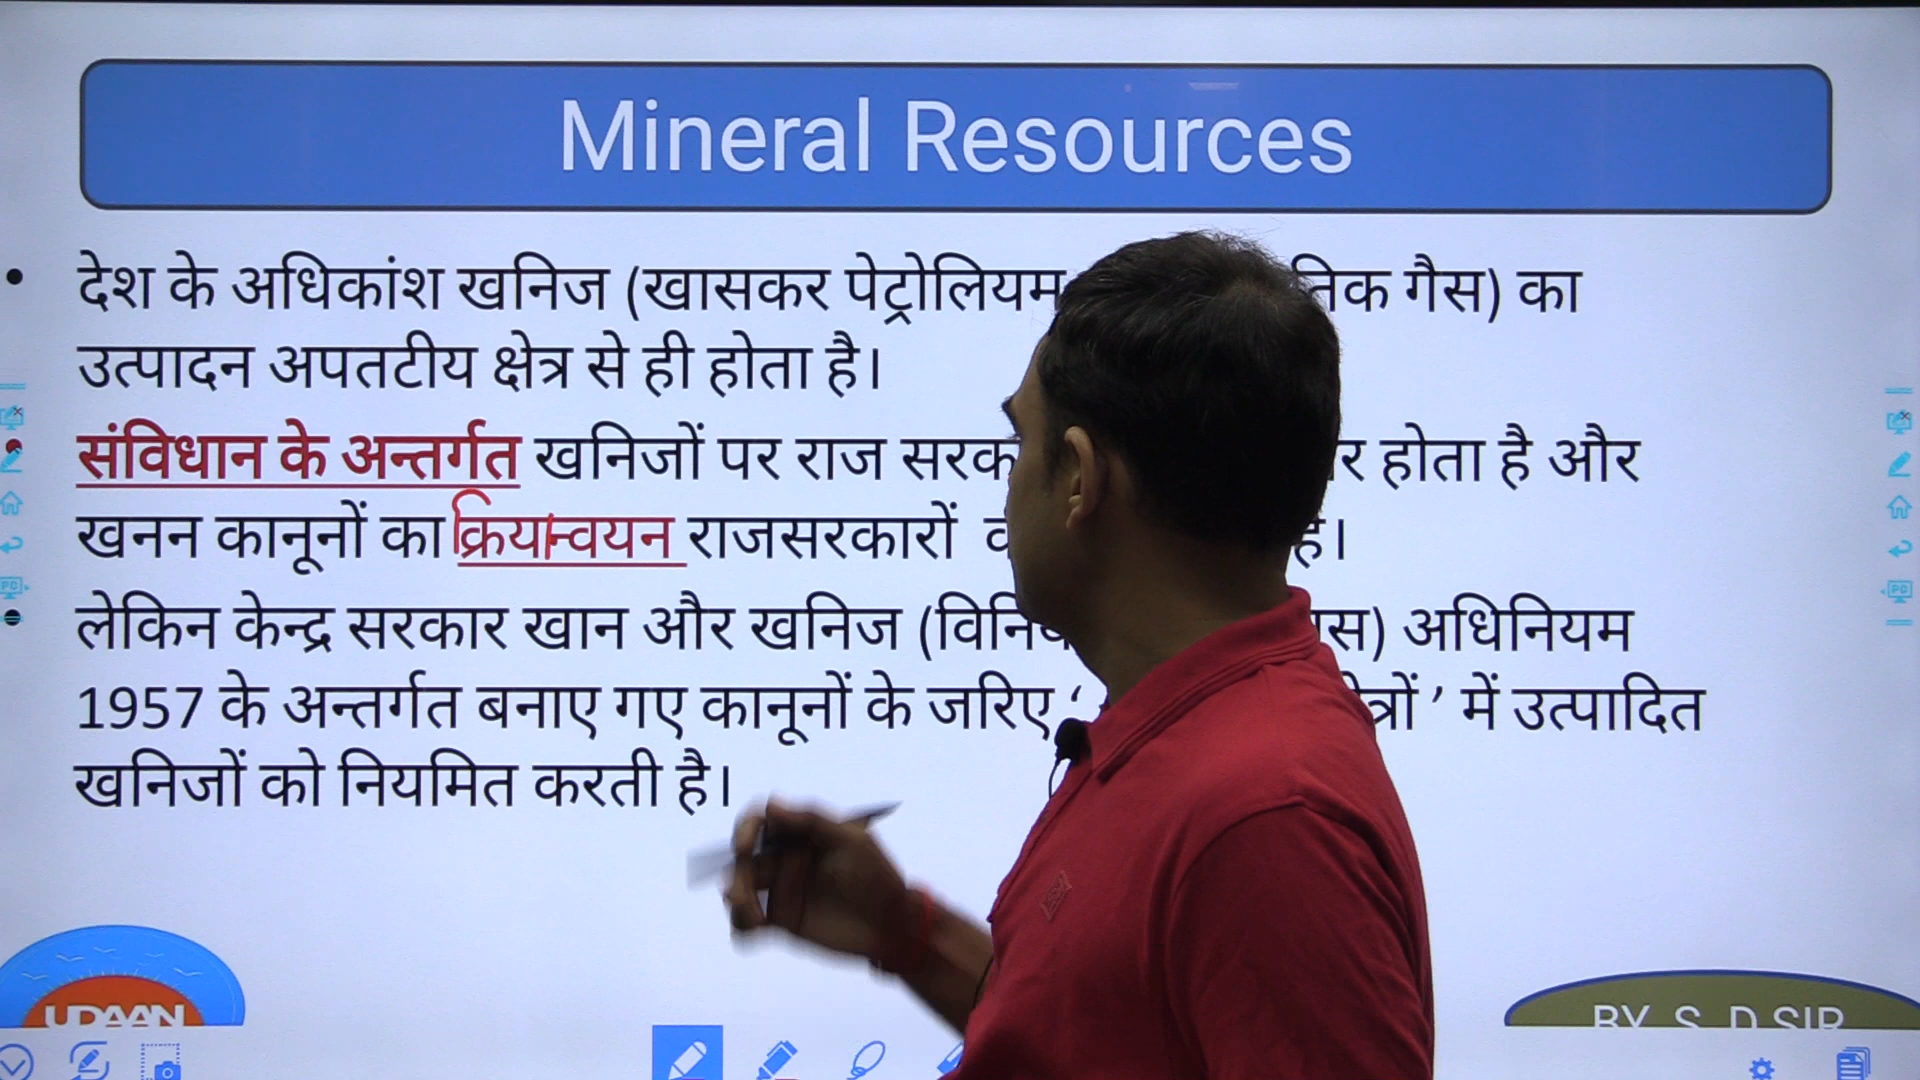 Mineral Resources
• देश के अधिकांश खनिज (खासकर पेट्रोलियम गैस) का
उत्पादन अपतटीय क्षेत्र से ही होता है।
संविधान के अन्तर्गत खनिजों पर राज होता है और
खनन कानूनों का क्रियान्वयन राजसरकारों है।
• लेकिन केन्द्र सरकार खान और खनिज अधिनियम
1957 के अन्तर्गत बनाए गए कानूनों के जरिए ‘ ’ में उत्पादित
खनिजों को नियमित करती है।
UDAAN
BY S D SIR